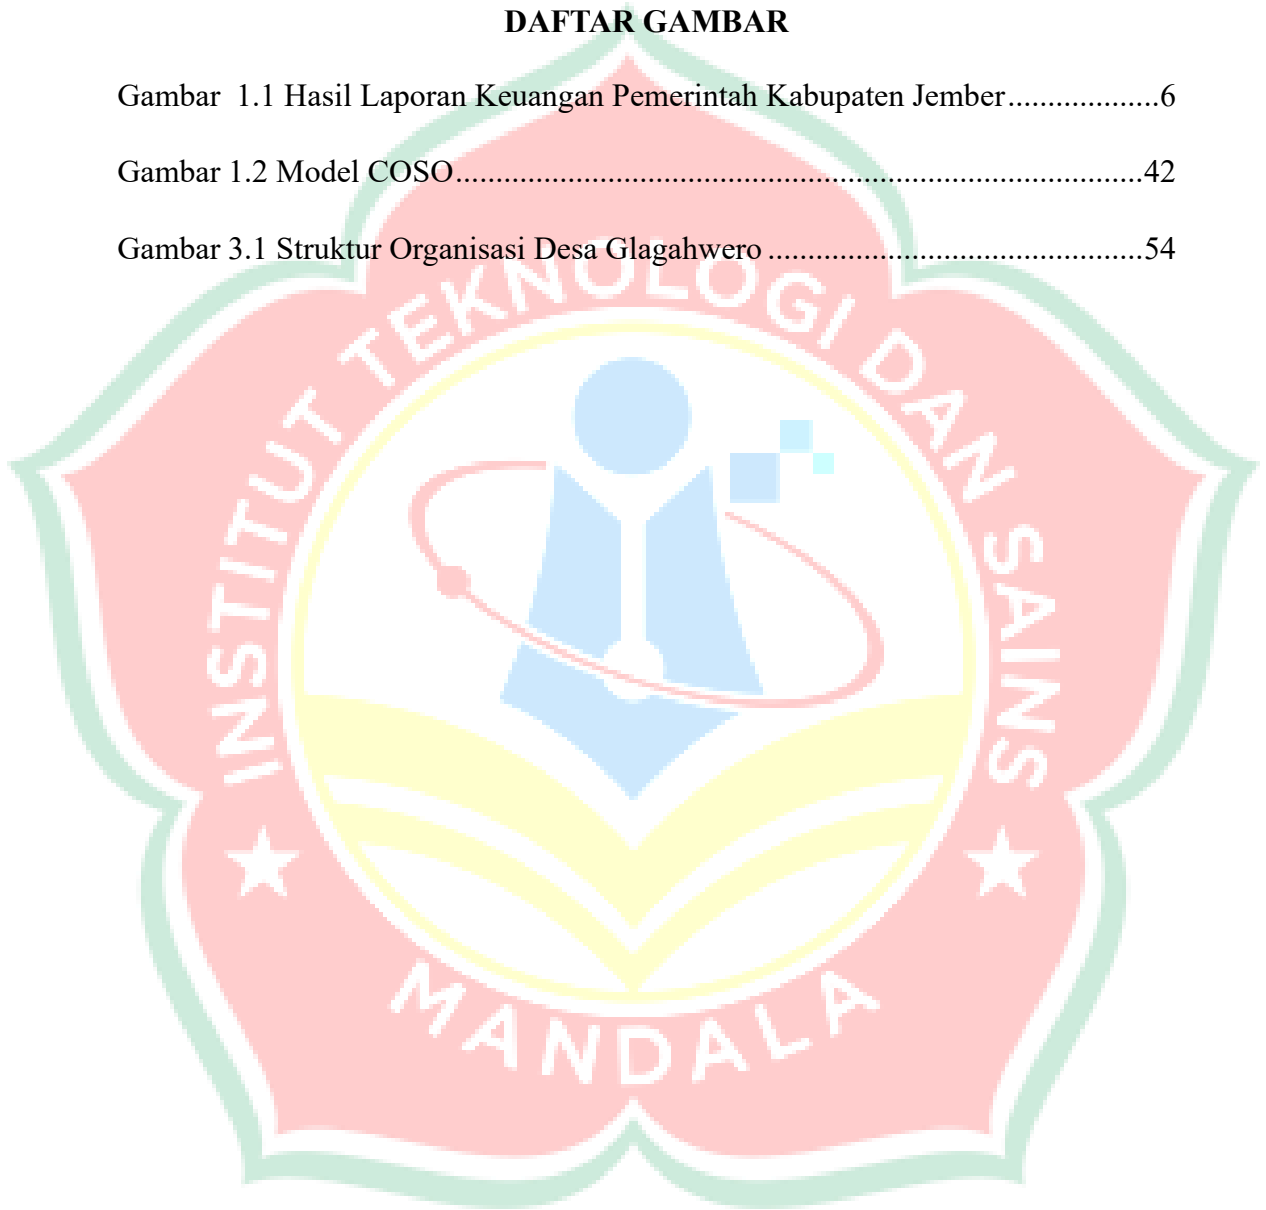 DAFTAR GAMBAR
Gambar  1.1 Hasil Laporan Keuangan Pemerintah Kabupaten Jember...................6
Gambar 1.2 Model COSO......................................................................................42
Gambar 3.1 Struktur Organisasi Desa Glagahwero ...............................................54
INSTITUT TEKNOLOGI DAN SAINS
MANDALA